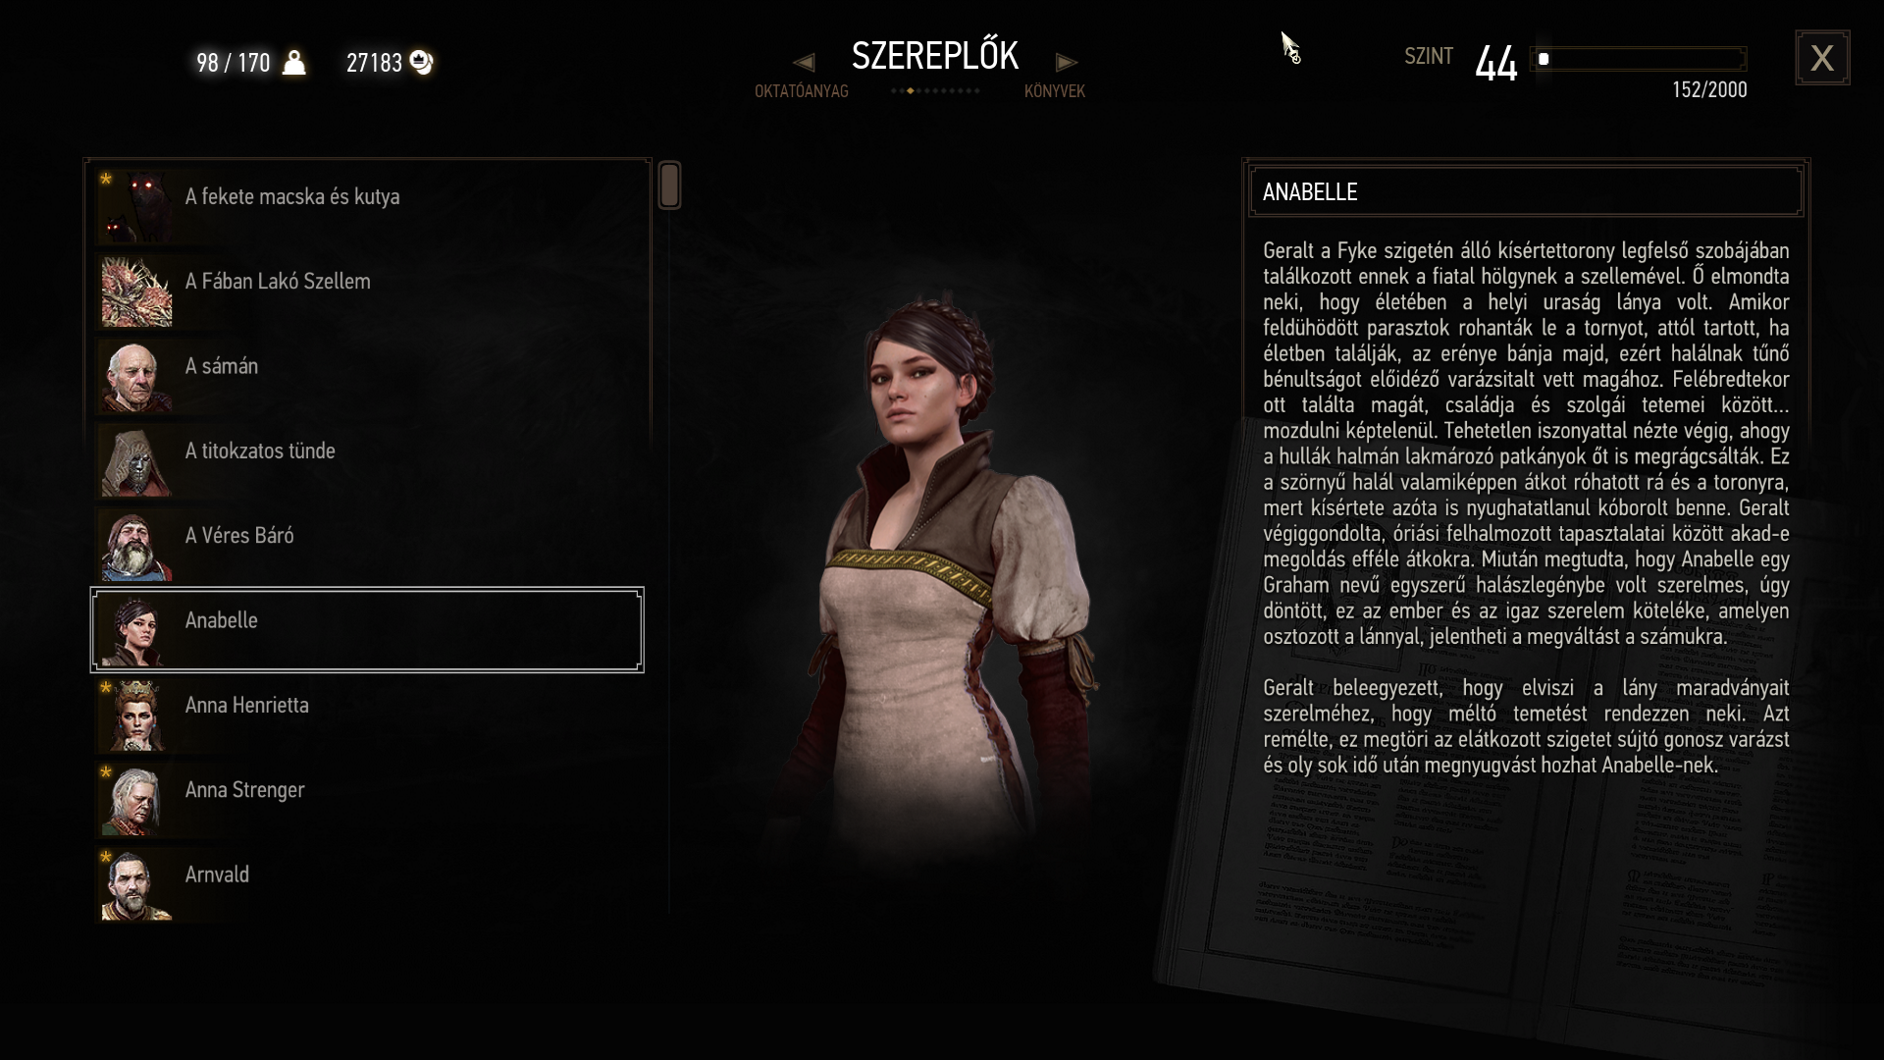 98 / 170
27183
SZEREPLŐK
OKTATÓANYAG
KÖNYVEK
SZINT
44
152/2000
X
A fekete macska és kutya
A Fában Lakó Szellem
A sámán
A titokzatos tünde
A Véres Báró
Anabelle
Anna Henrietta
Anna Strenger
Arnvald
ANABELLE
Geralt a Fyke szigetén álló kísértettorony legfelső szobájában
találkozott ennek a fiatal hölgynek a szellemével. Ő elmondta
neki, hogy életében a helyi uraság lánya volt. Amikor
feldühödött parasztok rohanták le a tornyot, attól tartott, ha
életben találják, az erénye bánja majd, ezért halálnak tűnő
bénultságot előidéző varázsitalt vett magához. Felébredtekor
ott találta magát, családja és szolgái tetemei között...
mozdulni képtelenül. Tehetetlen iszonyattal nézte végig, ahogy
a hullák halmán lakmározó patkányok őt is megrágcsálták. Ez
a szörnyű halál valamiképpen átkot róhatott rá és a toronyra,
mert kísértete azóta is nyughatatlanul kóborolt benne. Geralt
végiggondolta, óriási felhalmozott tapasztalatai között akad-e
megoldás efféle átkokra. Miután megtudta, hogy Anabelle egy
Graham nevű egyszerű halászlegénybe volt szerelmes, úgy
döntött, ez az ember és az igaz szerelem köteléke, amelyen
osztozott a lánnyal, jelentheti a megváltást a számukra.
Geralt beleegyezett, hogy elviszi a lány maradványait
szerelméhez, hogy méltó temetést rendezzen neki. Azt
remélte, ez megtöri az elátkozott szigetet sújtó gonosz varázst
és oly sok idő után megnyugvást hozhat Anabelle-nek.